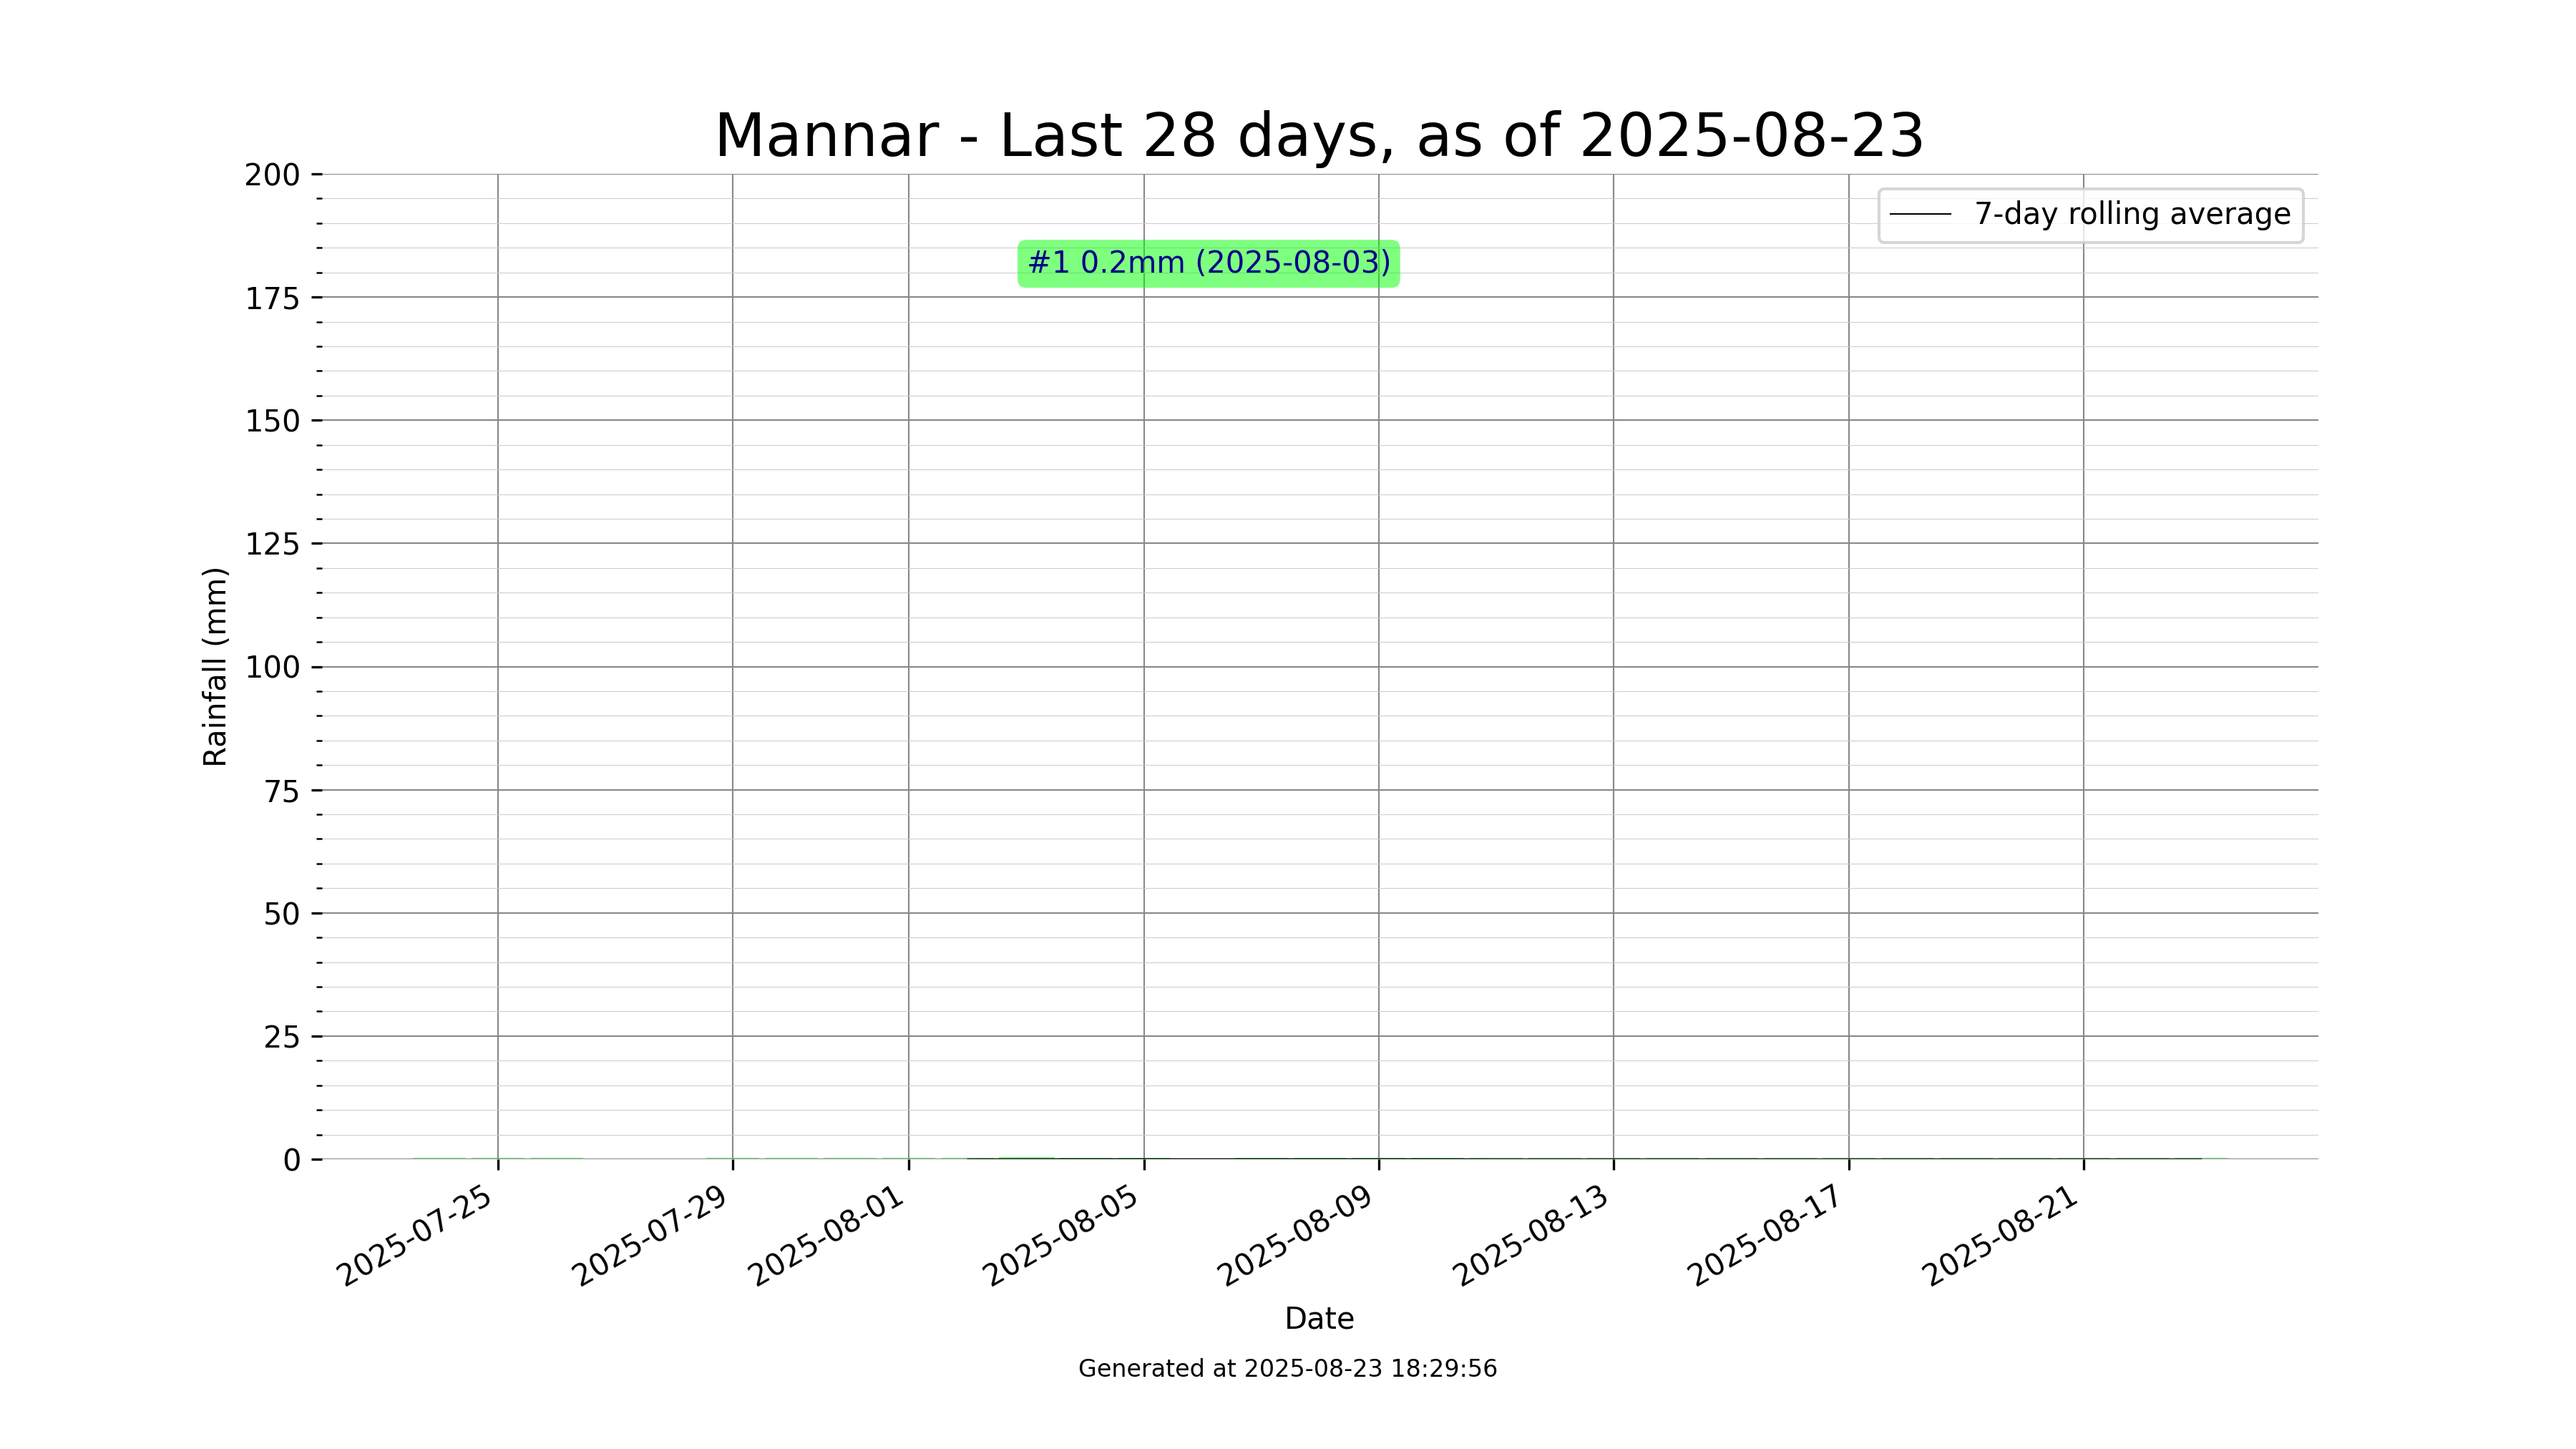 Mannar - Last 28 days, as of 2025-08-23
7-day rolling average
#1 0.2mm (2025-08-03)
Rainfall (mm)
200
175
150
125
100
75
50
25
0
2025-07-25
2025-07-29
2025-08-01
2025-08-05
2025-08-09
2025-08-13
2025-08-17
2025-08-21
Date
Generated at 2025-08-23 18:29:56